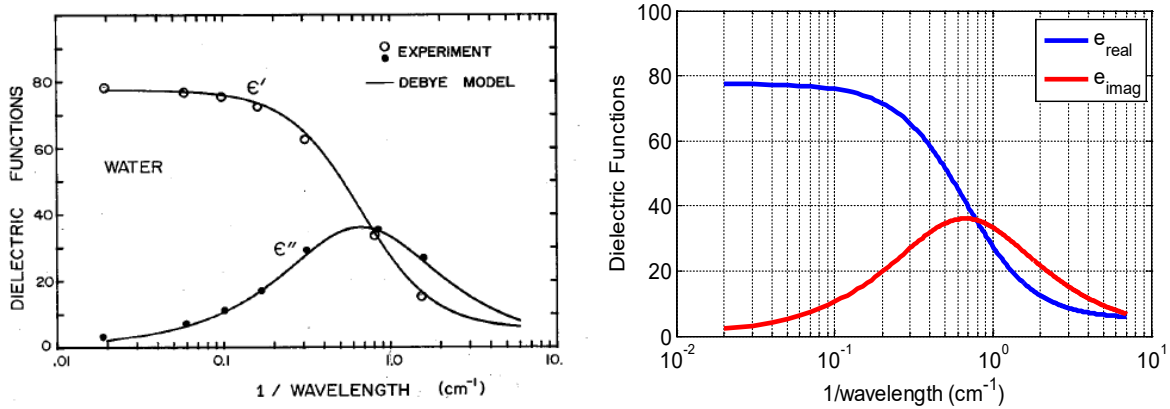 EXPERIMENT
DEBYE MODEL
80
60
40
20
0
DIELECTRIC FUNCTIONS
ϵ'
WATER
ϵ"
.01
0.1
1.0
10.
1 / WAVELENGTH (cm⁻¹)
100
80
60
40
20
0
Dielectric Functions
e_real
e_imag
10⁻²
10⁻¹
10⁰
10¹
1/wavelength (cm⁻¹)